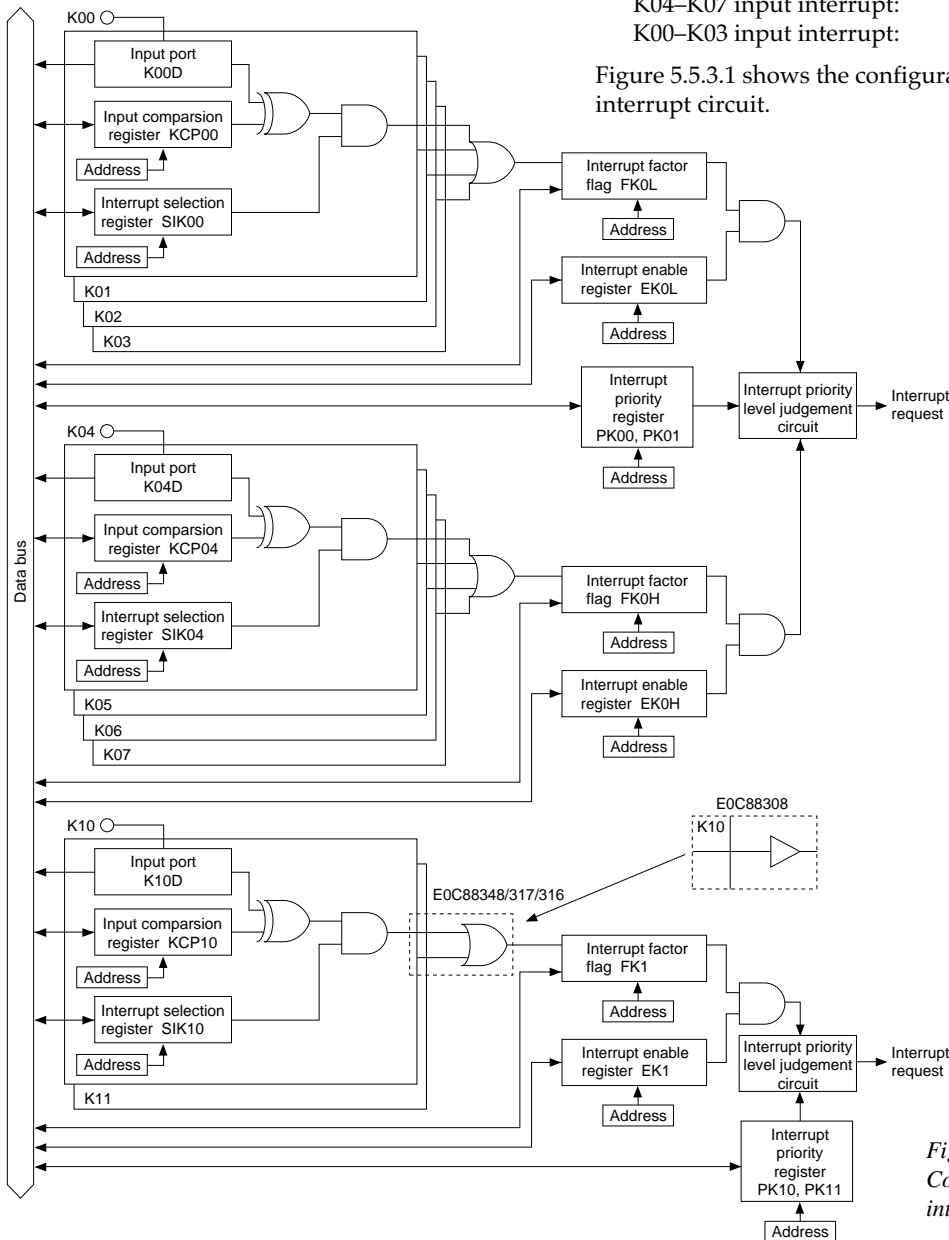 K04–K07 input interrupt:
K00–K03 input interrupt:
Figure 5.5.3.1 shows the configura
interrupt circuit.
Data bus
K00
Input port
K00D
Input comparsion
register KCP00
Address
Interrupt selection
register SIK00
Address
K01
K02
K03
Interrupt factor
flag FK0L
Address
Interrupt enable
register EK0L
Address
Interrupt
priority
register
PK00, PK01
Address
Interrupt priority
level judgement
circuit
Interrupt
request
K04
Input port
K04D
Input comparsion
register KCP04
Address
Interrupt selection
register SIK04
Address
K05
K06
K07
Interrupt factor
flag FK0H
Address
Interrupt enable
register EK0H
Address
K10
Input port
K10D
Input comparsion
register KCP10
Address
Interrupt selection
register SIK10
Address
K11
E0C88348/317/316
E0C88308
K10
Interrupt factor
flag FK1
Address
Interrupt enable
register EK1
Address
Interrupt priority
level judgement
circuit
Interrupt
request
Interrupt
priority
register
PK10, PK11
Address
Fig
Co
int